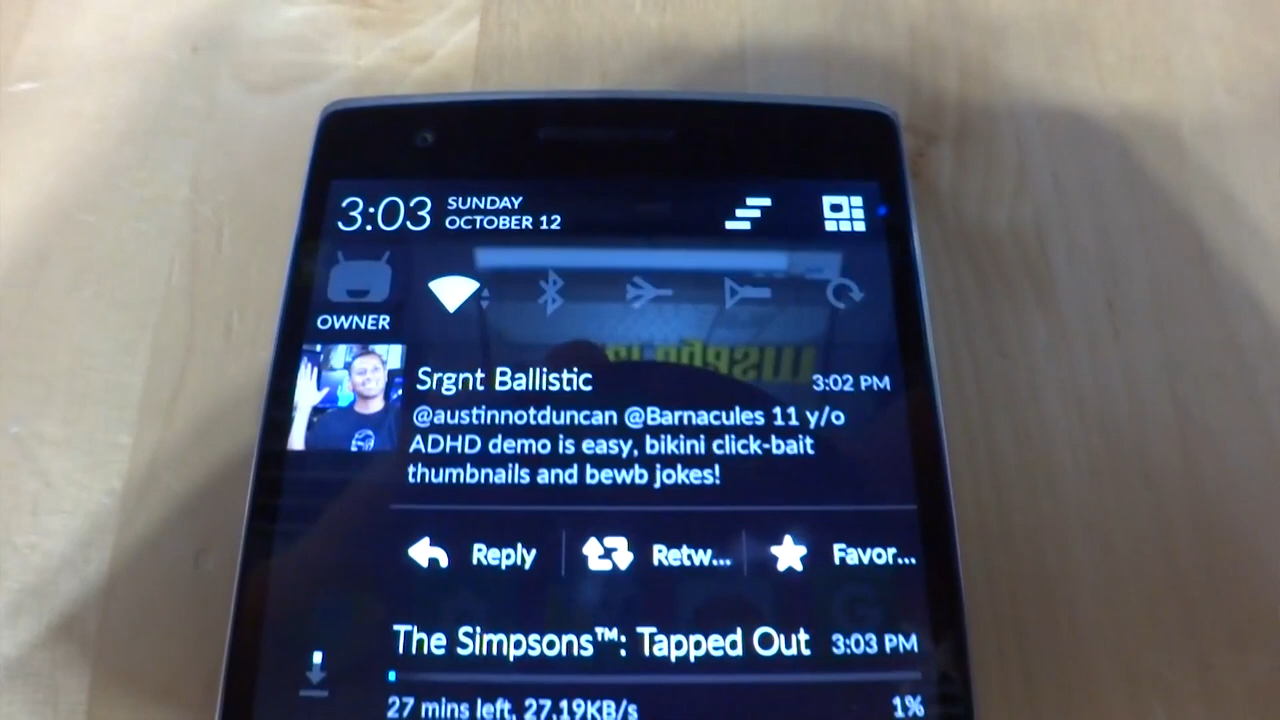 3:03 SUNDAY
OCTOBER 12
OWNER
Srgnt Ballistic 3:02 PM
@austinnotduncan @Barnacules 11 y/o
ADHD demo is easy, bikini click-bait
thumbnails and bewb jokes!
Reply Retw... Favor...
The Simpsons™: Tapped Out 3:03 PM
27 mins left, 27.19KB/s 1%